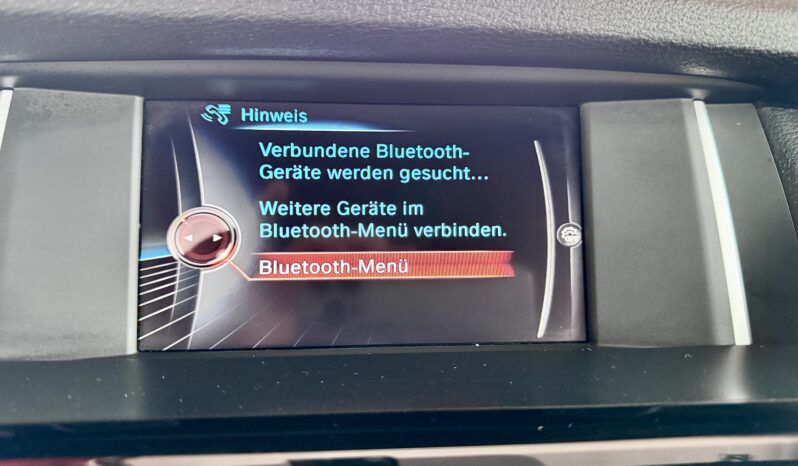 Hinweis
Verbundene Bluetooth-
Geräte werden gesucht...
Weitere Geräte im
Bluetooth-Menü verbinden.
Bluetooth-Menü